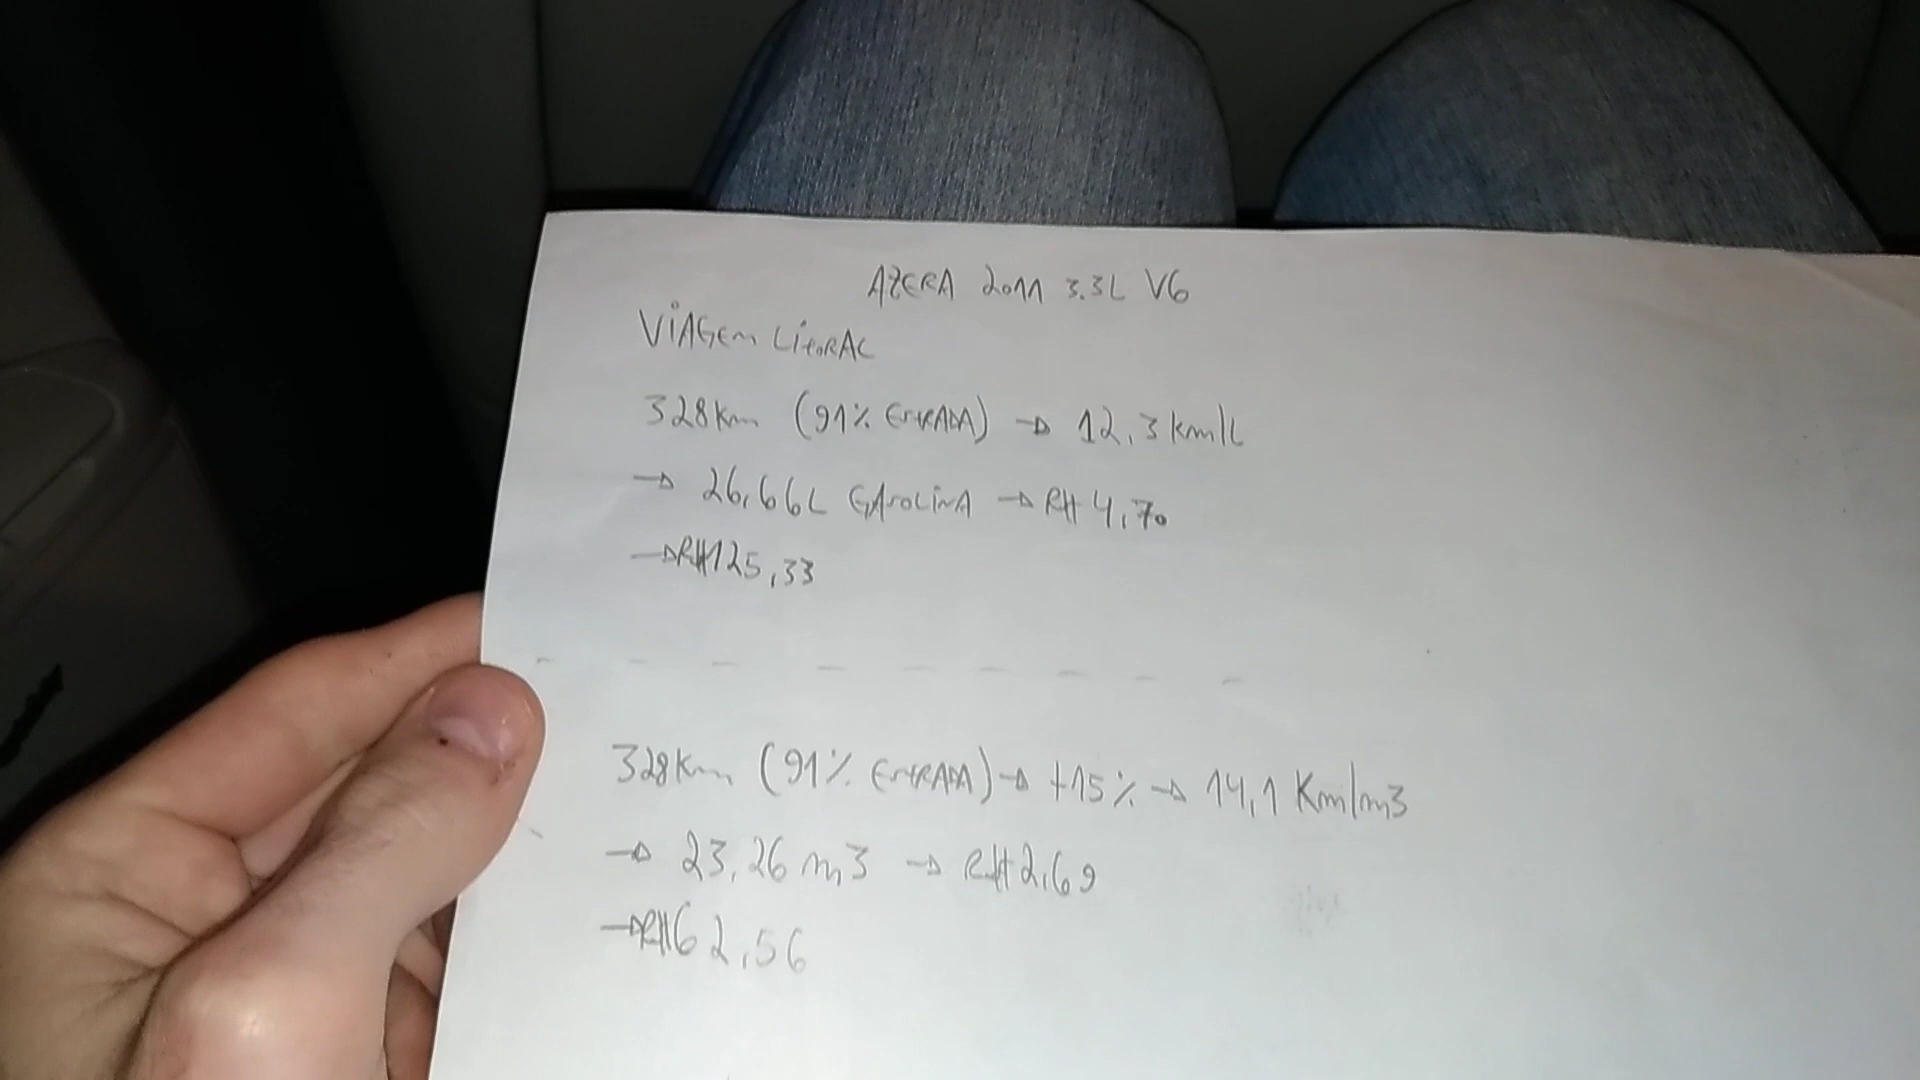 AZERA 2011 3.3L V6
ViAGEm LitoRAL
328Km (91% EstRADA) → 12,3 km/L
→ 26,66L GAsoLinA → R$ 4,70
→ R$125,33
328Km (91% EstRADA) → +15% → 14,1 Km/m3
→ 23,26 m3 → R$ 2,69
→ R$62,56